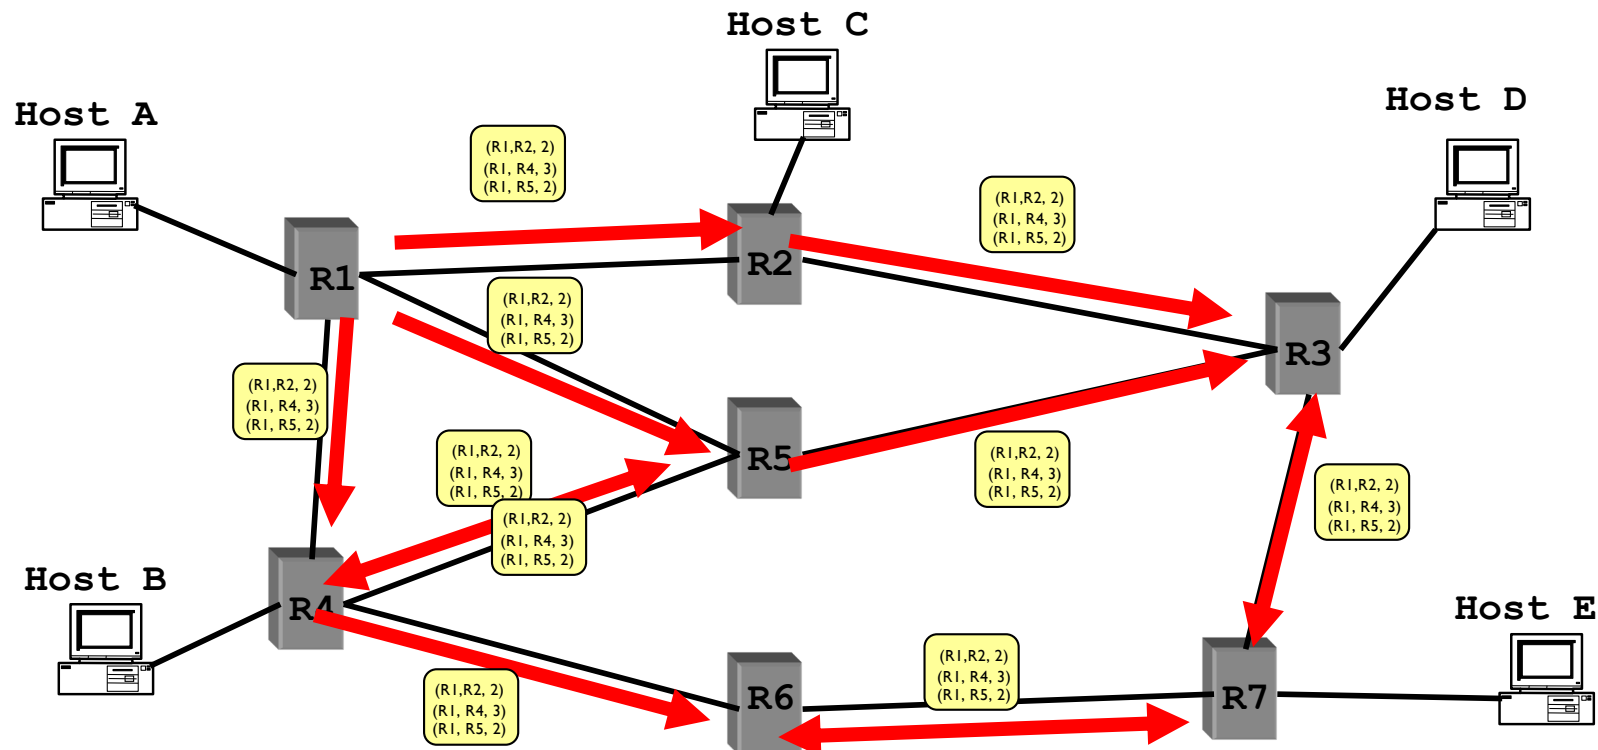 Host C
Host A
Host D
(R1,R2, 2)
(R1, R4, 3)
(R1, R5, 2)
(R1,R2, 2)
(R1, R4, 3)
(R1, R5, 2)
R1
R2
(R1,R2, 2)
(R1, R4, 3)
(R1, R5, 2)
R3
(R1,R2, 2)
(R1, R4, 3)
(R1, R5, 2)
(R1,R2, 2)
(R1, R4, 3)
(R1, R5, 2)
R5
(R1,R2, 2)
(R1, R4, 3)
(R1, R5, 2)
(R1,R2, 2)
(R1, R4, 3)
(R1, R5, 2)
(R1,R2, 2)
(R1, R4, 3)
(R1, R5, 2)
Host B
R4
Host E
(R1,R2, 2)
(R1, R4, 3)
(R1, R5, 2)
R6
(R1,R2, 2)
(R1, R4, 3)
(R1, R5, 2)
R7